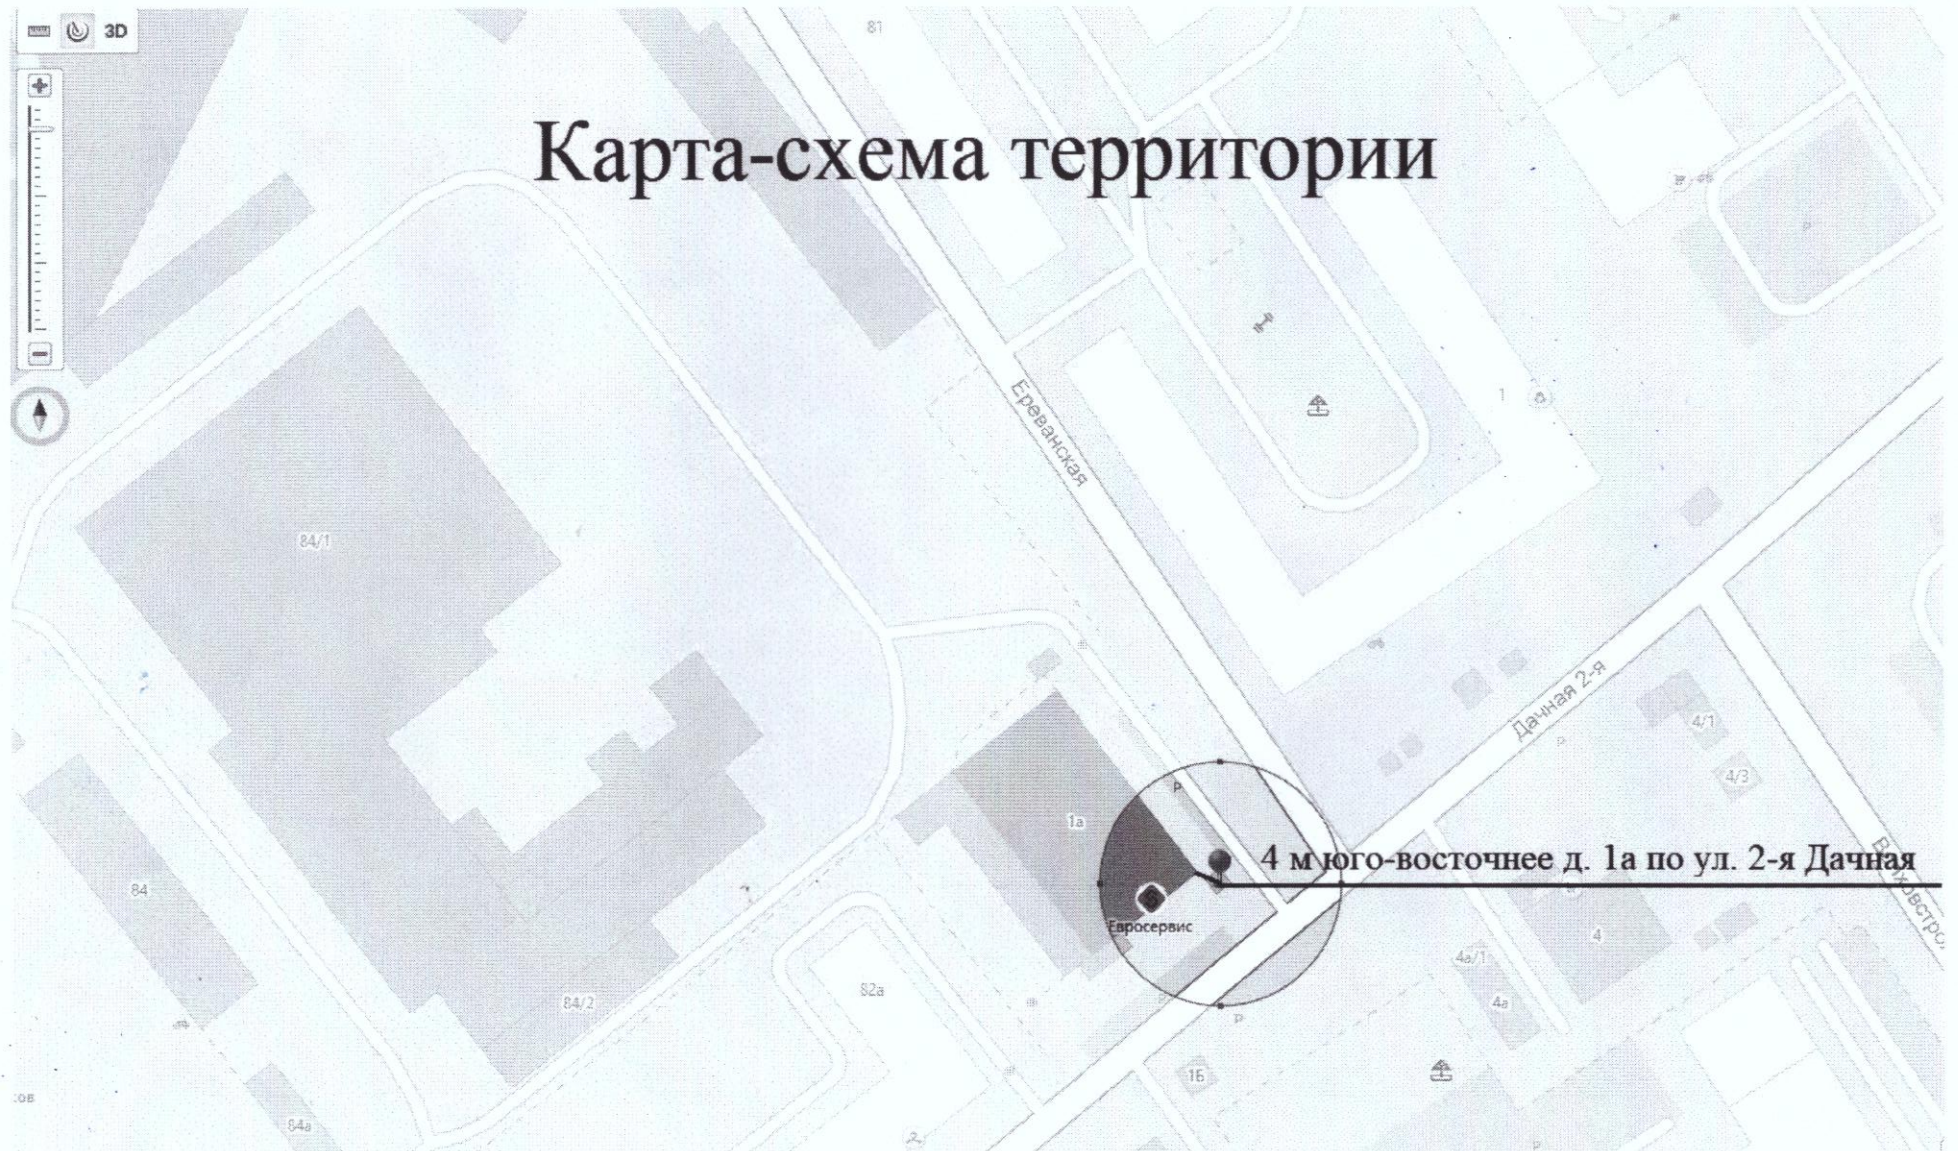 3D
81
Карта-схема территории
Ереванская
1
84/1
Дачная 2-я
4/1
4/3
1а
P
4 м юго-восточнее д. 1а по ул. 2-я Дачная
84
Евросервис
4
4а/1
82а
84/2
4а
P
1Б
84а